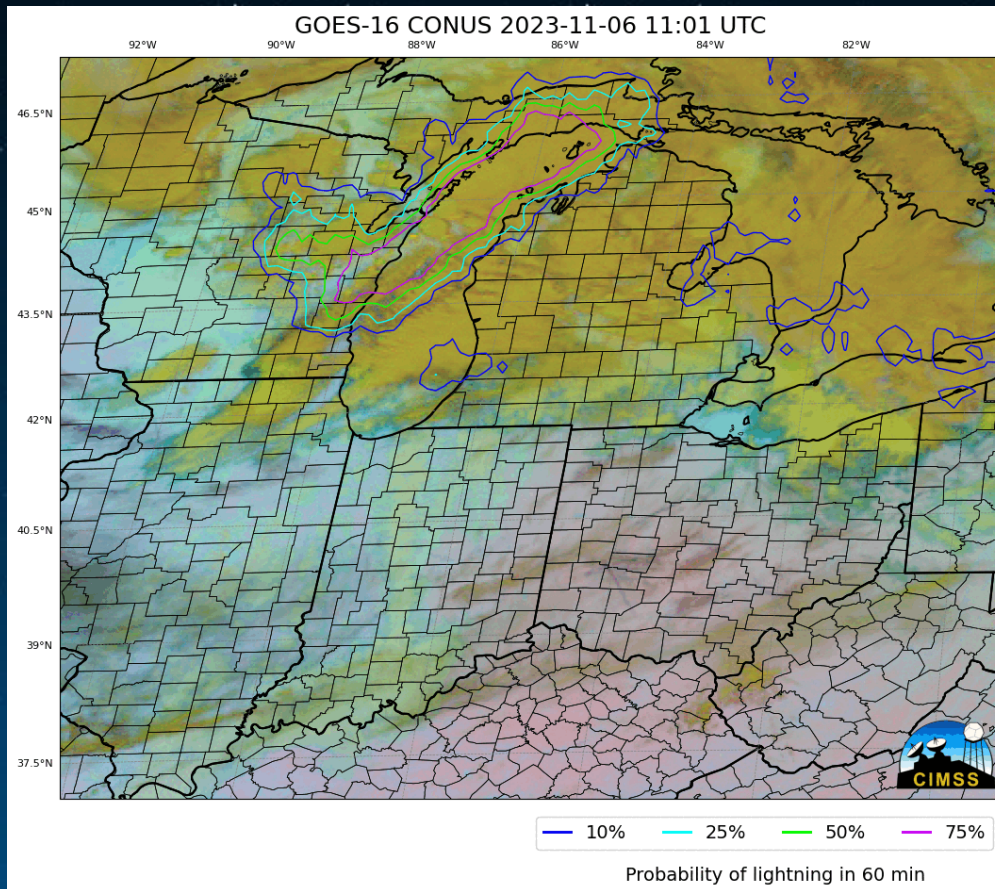 GOES-16 CONUS 2023-11-06 11:01 UTC
92°W 90°W 88°W 86°W 84°W 82°W
46.5°N
45°N
43.5°N
42°N
40.5°N
39°N
37.5°N
CIMSS
10% 25% 50% 75%
Probability of lightning in 60 min